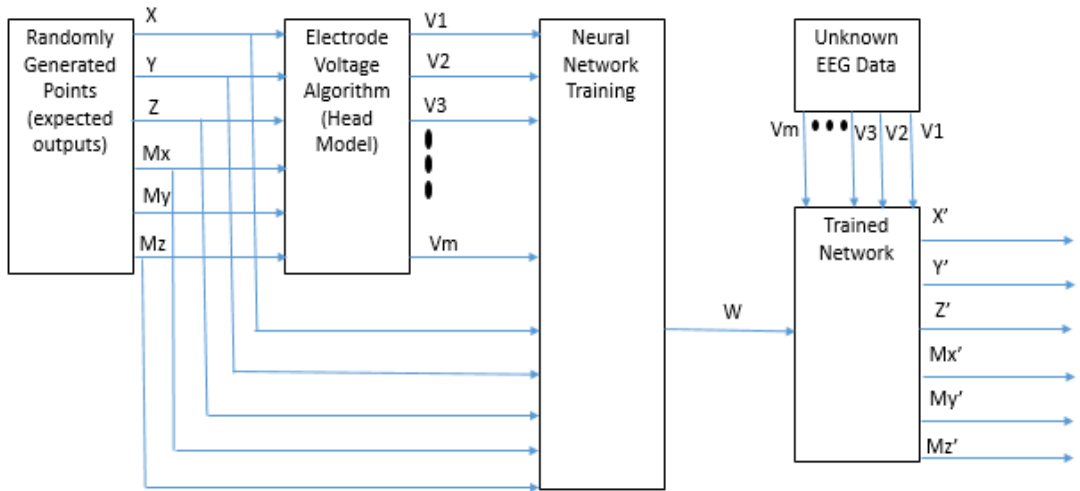 Randomly
Generated
Points
(expected
outputs)
X
Y
Z
Mx
My
Mz
Electrode
Voltage
Algorithm
(Head
Model)
V1
V2
V3
Vm
Neural
Network
Training
W
Unknown
EEG Data
Vm V3 V2 V1
Trained
Network
X’
Y’
Z’
Mx’
My’
Mz’